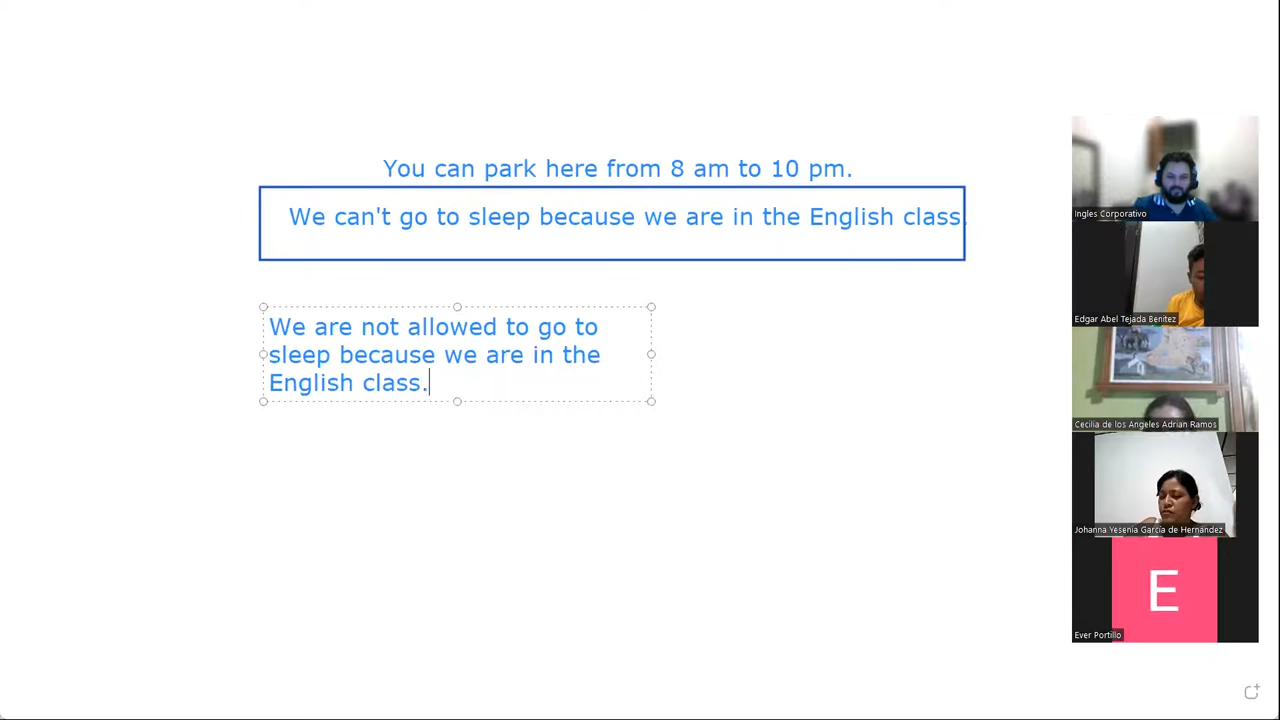 You can park here from 8 am to 10 pm.
We can't go to sleep because we are in the English class.
We are not allowed to go to
sleep because we are in the
English class.
Ingles Corporativo
Edgar Abel Tejada Benitez
Cecilia de los Angeles Adrian Ramos
Johanna Yesenia García de Hernández
E
Ever Portillo